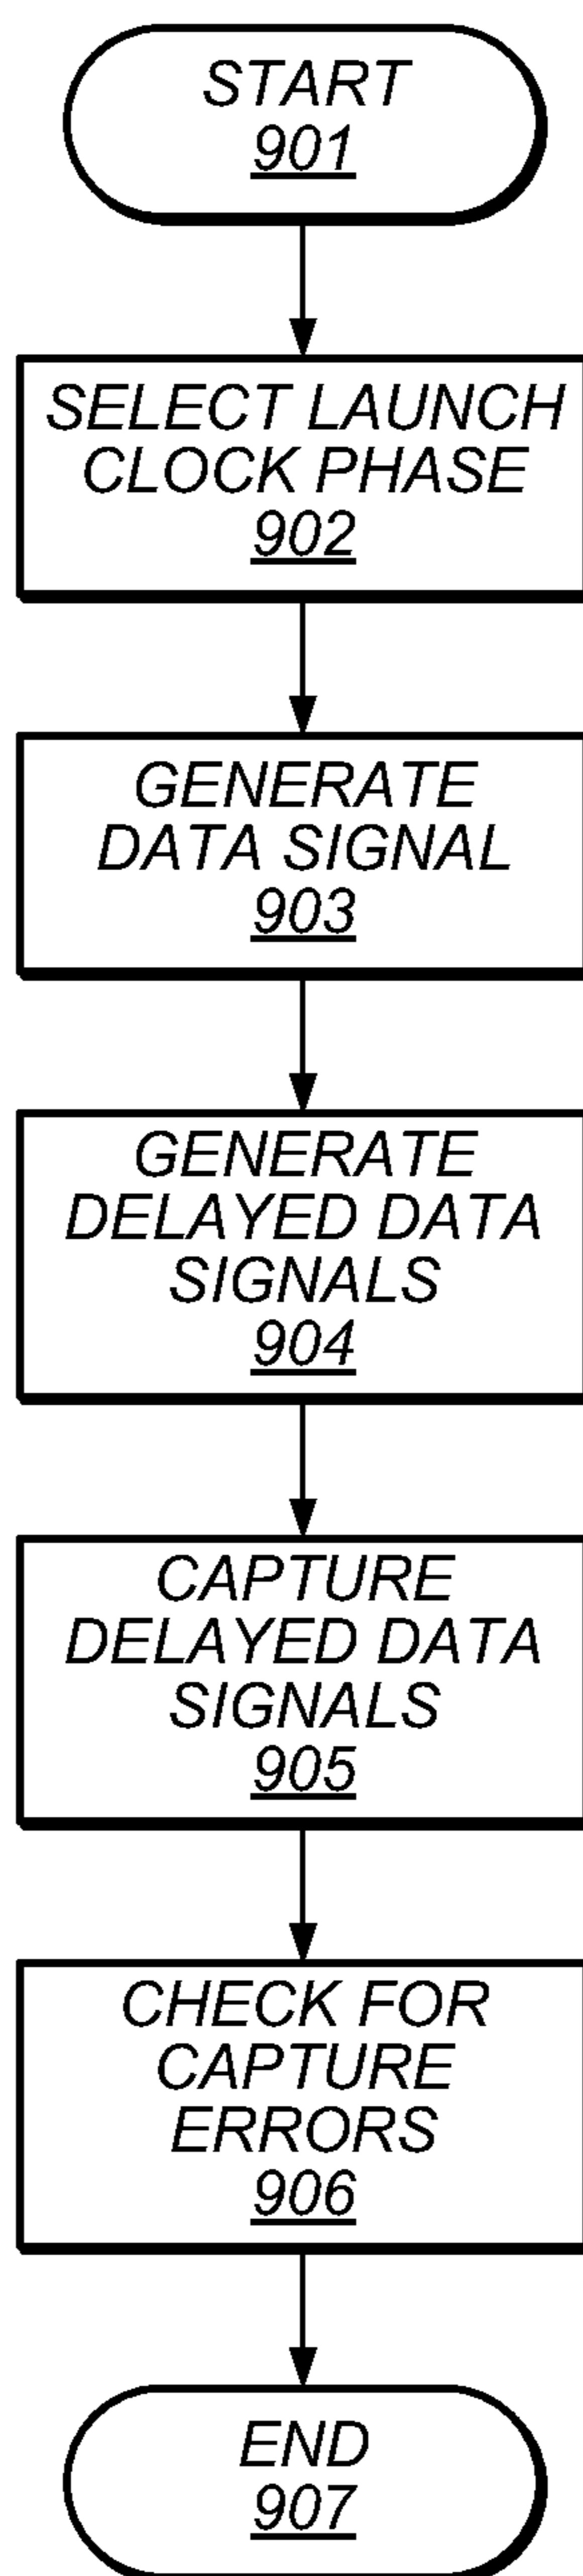 START
901
SELECT LAUNCH
CLOCK PHASE
902
GENERATE
DATA SIGNAL
903
GENERATE
DELAYED DATA
SIGNALS
904
CAPTURE
DELAYED DATA
SIGNALS
905
CHECK FOR
CAPTURE
ERRORS
906
END
907